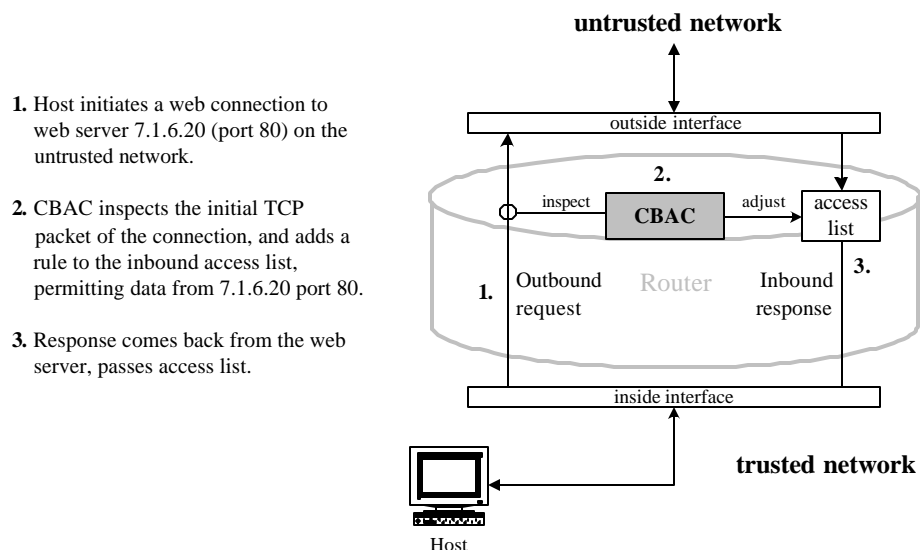 untrusted network
1. Host initiates a web connection to
web server 7.1.6.20 (port 80) on the
untrusted network.
2. CBAC inspects the initial TCP
packet of the connection, and adds a
rule to the inbound access list,
permitting data from 7.1.6.20 port 80.
3. Response comes back from the web
server, passes access list.
outside interface
2.
inspect
CBAC
adjust
access
list
3.
1.
Outbound
request
Router
Inbound
response
inside interface
trusted network
Host